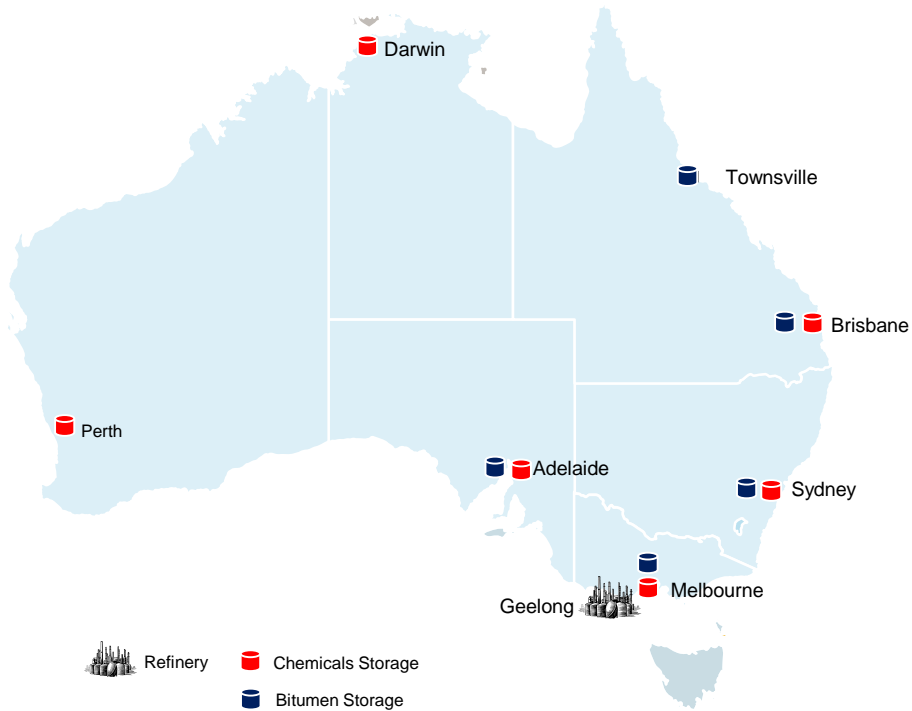 Darwin
Townsville
Brisbane
Perth
Adelaide
Sydney
Melbourne
Geelong
Refinery
Chemicals Storage
Bitumen Storage